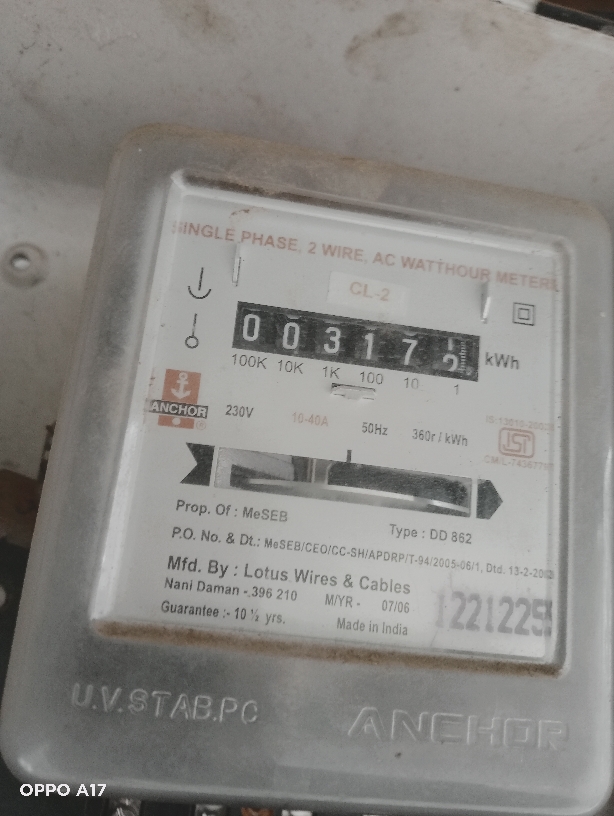 SINGLE PHASE, 2 WIRE, AC WATTHOUR METERS
CL-2
0 0 3 1 7 kWh
100K 10K 1K 100 10 1
ANCHOR ®
230V 10-40A 50Hz 360r / kWh
Prop. Of : MeSEB Type : DD 862
P.O. No. & Dt.: MeSEB/CEO/CC-SH/APDRP/T-94/2005-06/1, Dtd. 13-2-
Mfd. By : Lotus Wires & Cables
Nani Daman -.396 210 M/YR - 07/06
Guarantee :- 10 ½ yrs. Made in India
12212255
U.V.STAB.PC ANCHOR
OPPO A17